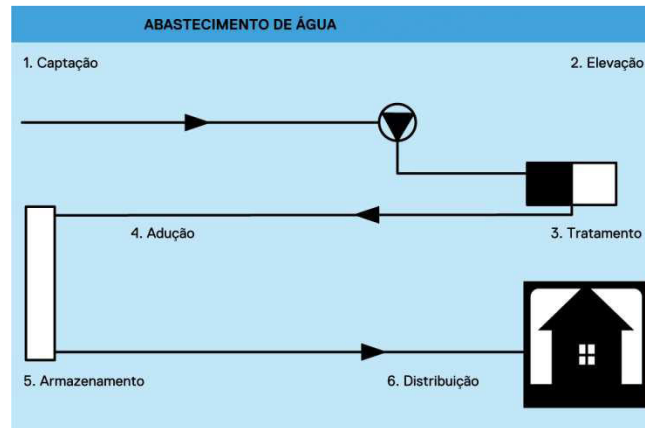 ABASTECIMENTO DE ÁGUA
1. Captação
2. Elevação
4. Adução
3. Tratamento
5. Armazenamento
6. Distribuição